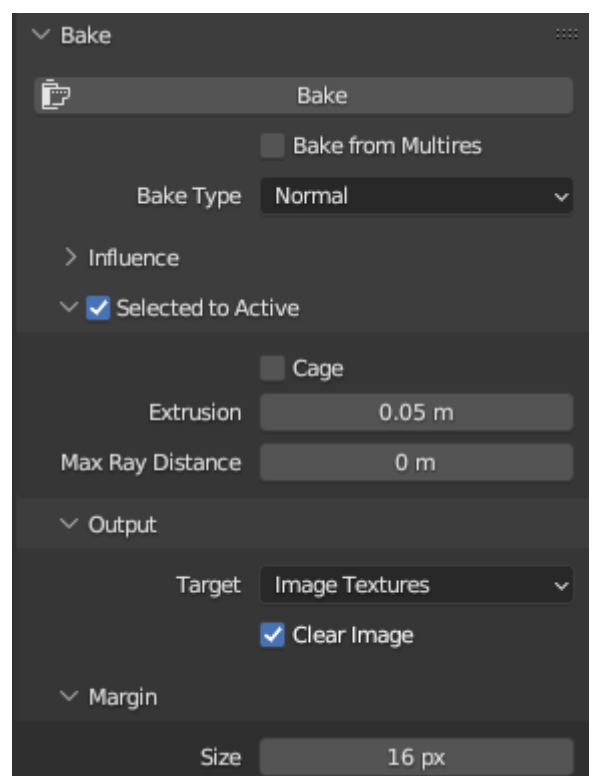 Bake
Bake
Bake from Multires
Bake Type Normal
Influence
Selected to Active
Cage
Extrusion 0.05 m
Max Ray Distance 0 m
Output
Target Image Textures
Clear Image
Margin
Size 16 px